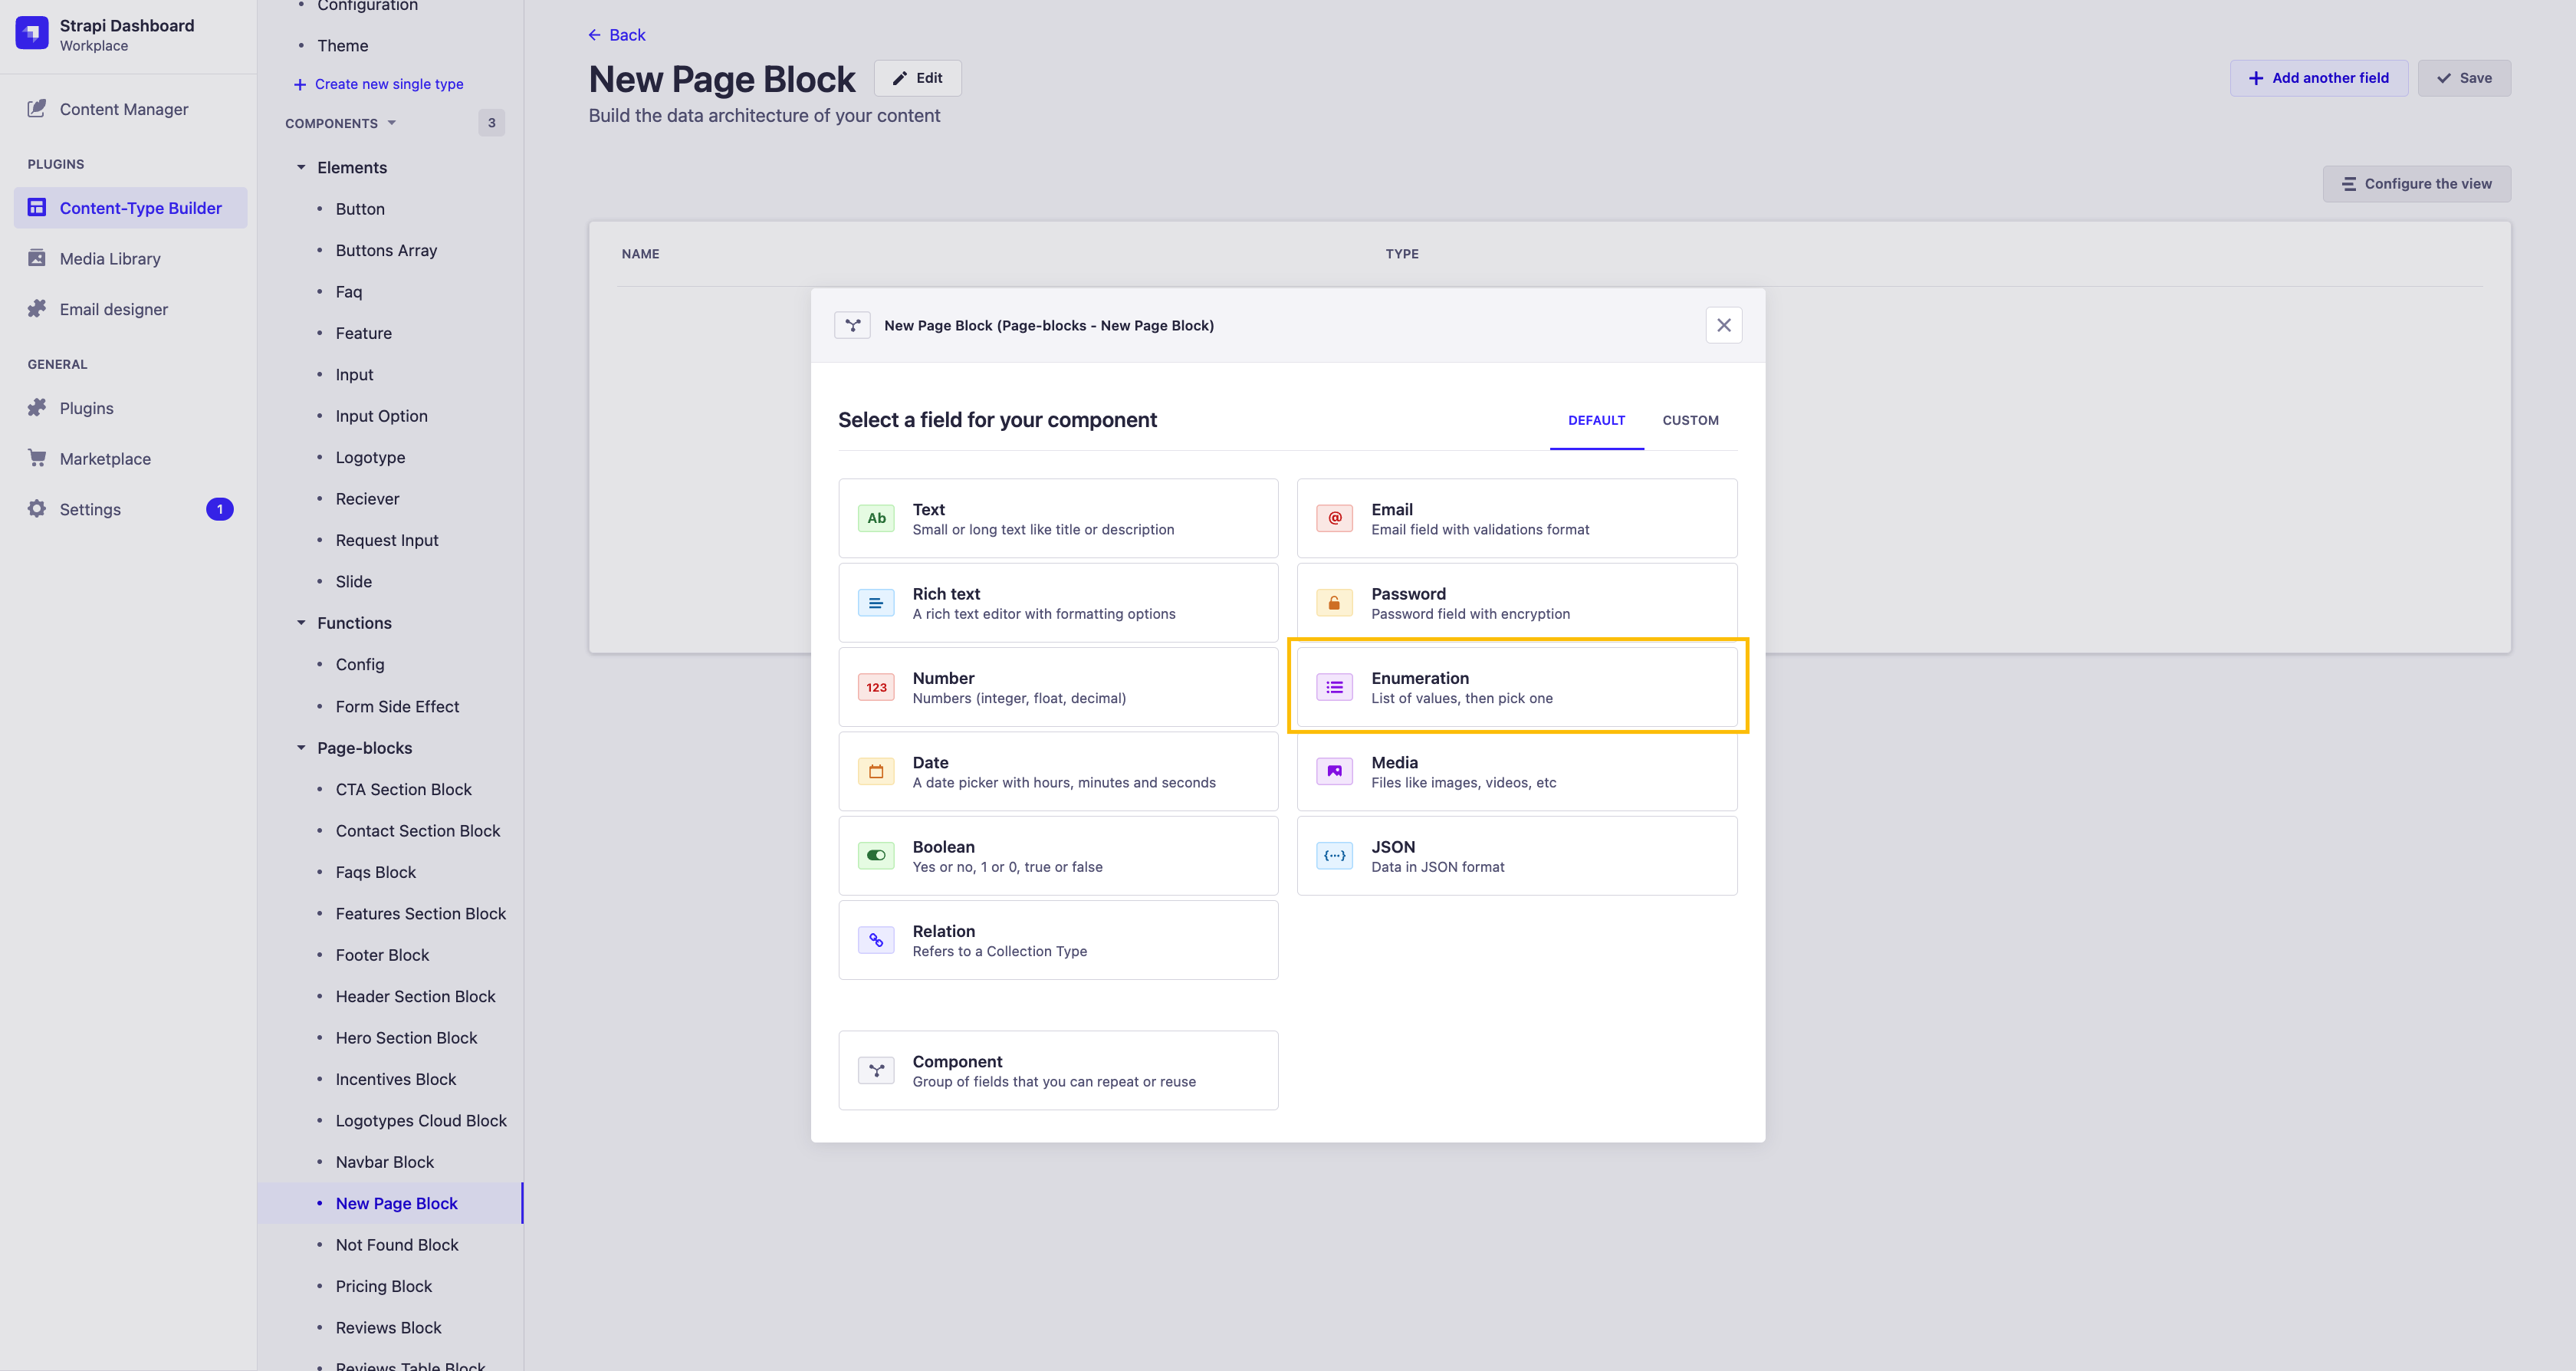 Strapi Dashboard
Workplace
Content Manager
PLUGINS
Content-Type Builder
Media Library
Email designer
GENERAL
Plugins
Marketplace
Settings
1
Configuration
Theme
Create new single type
COMPONENTS
3
Elements
Button
Buttons Array
Faq
Feature
Input
Input Option
Logotype
Reciever
Request Input
Slide
Functions
Config
Form Side Effect
Page-blocks
CTA Section Block
Contact Section Block
Faqs Block
Features Section Block
Footer Block
Header Section Block
Hero Section Block
Incentives Block
Logotypes Cloud Block
Navbar Block
New Page Block
Not Found Block
Pricing Block
Reviews Block
Reviews Table Block
Back
New Page Block
Edit
Build the data architecture of your content
Add another field
Save
Configure the view
NAME
TYPE
New Page Block (Page-blocks - New Page Block)
Select a field for your component
DEFAULT
CUSTOM
Ab
Text
Small or long text like title or description
@
Email
Email field with validations format
Rich text
A rich text editor with formatting options
Password
Password field with encryption
123
Number
Numbers (integer, float, decimal)
Enumeration
List of values, then pick one
Date
A date picker with hours, minutes and seconds
Media
Files like images, videos, etc
Boolean
Yes or no, 1 or 0, true or false
{···}
JSON
Data in JSON format
Relation
Refers to a Collection Type
Component
Group of fields that you can repeat or reuse